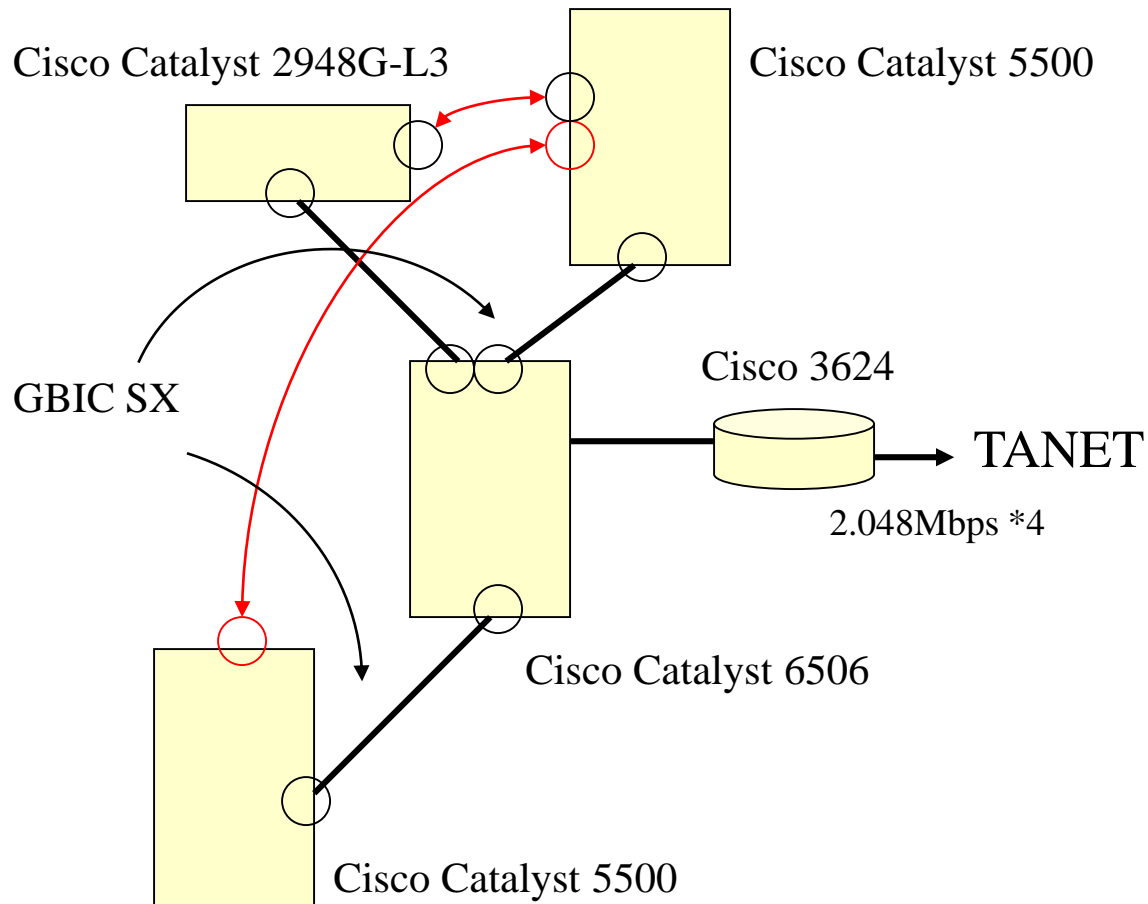 Cisco Catalyst 2948G-L3
Cisco Catalyst 5500
GBIC SX
Cisco 3624
TANET
2.048Mbps *4
Cisco Catalyst 6506
Cisco Catalyst 5500